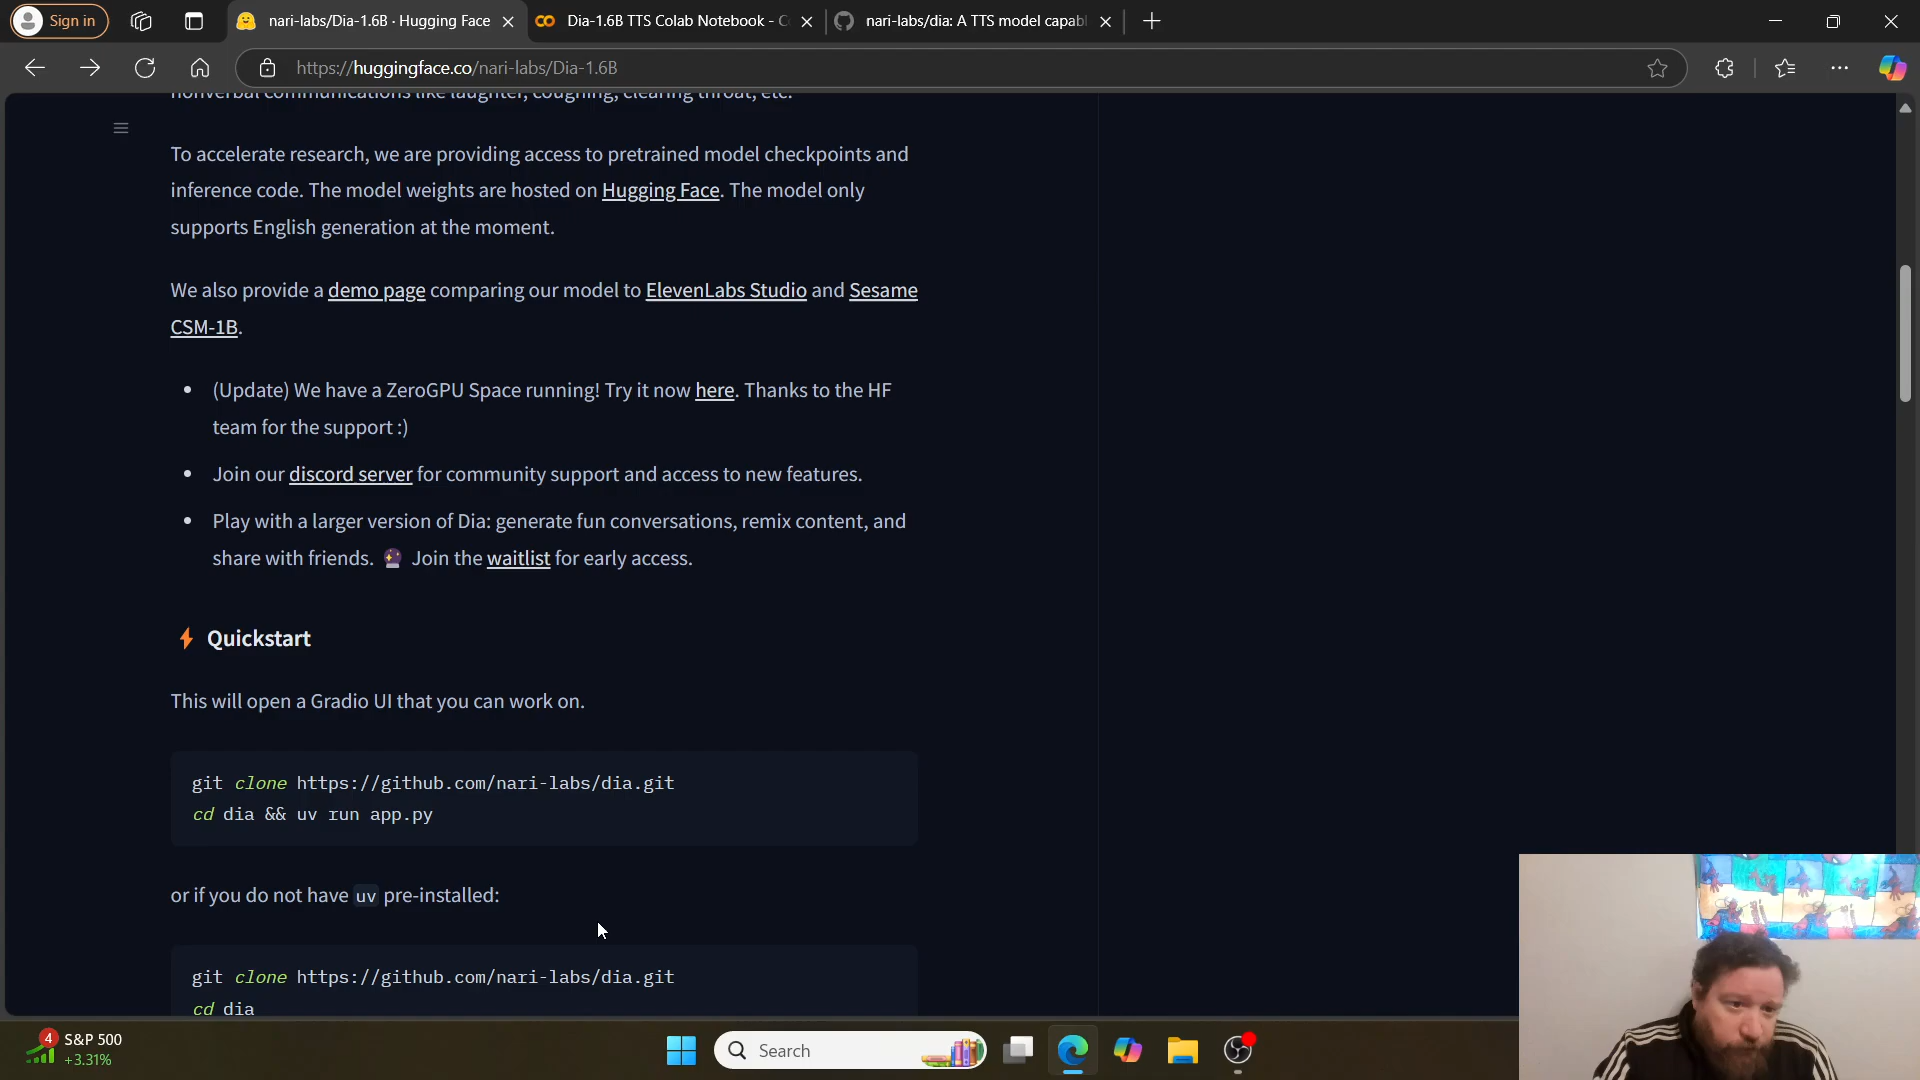 Sign in
nari-labs/Dia-1.6B · Hugging Face
Dia-1.6B TTS Colab Notebook - C
nari-labs/dia: A TTS model capabl
https://huggingface.co/nari-labs/Dia-1.6B
nonverbal communications like laughter, coughing, clearing throat, etc.
To accelerate research, we are providing access to pretrained model checkpoints and
inference code. The model weights are hosted on Hugging Face. The model only
supports English generation at the moment.
We also provide a demo page comparing our model to ElevenLabs Studio and Sesame
CSM-1B.
• (Update) We have a ZeroGPU Space running! Try it now here. Thanks to the HF
team for the support :)
• Join our discord server for community support and access to new features.
• Play with a larger version of Dia: generate fun conversations, remix content, and
share with friends. 🔮 Join the waitlist for early access.
⚡ Quickstart
This will open a Gradio UI that you can work on.
git clone https://github.com/nari-labs/dia.git
cd dia && uv run app.py
or if you do not have uv pre-installed:
git clone https://github.com/nari-labs/dia.git
cd dia
4
S&P 500
+3.31%
Search